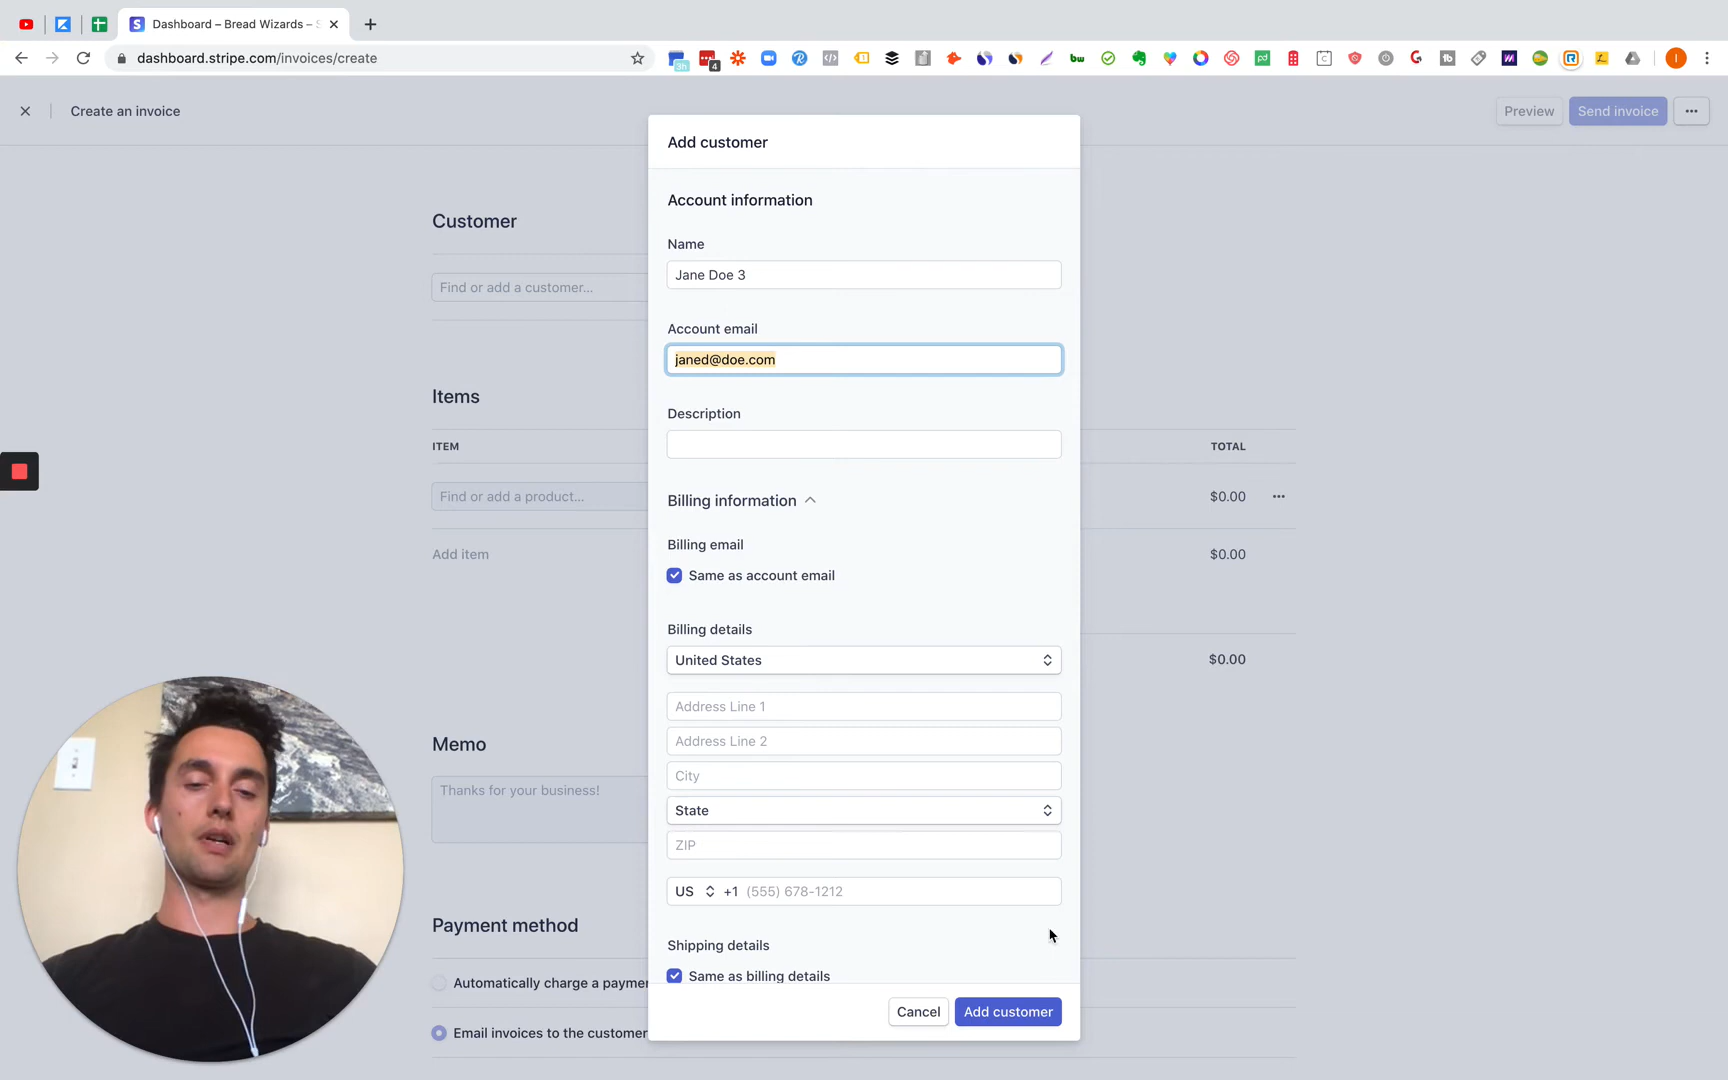 Dashboard – Bread Wizards – S
dashboard.stripe.com/invoices/create
3h
4
bw
pd
C
tb
I
Create an invoice
Preview
Send invoice
Add customer
Account information
Customer
Name
Find or add a customer...
Jane Doe 3
Account email
janed@doe.com
Items
Description
ITEM
TOTAL
Find or add a product...
$0.00
Billing information
Billing email
Add item
$0.00
Same as account email
Billing details
United States
$0.00
Address Line 1
Address Line 2
Memo
City
Thanks for your business!
State
ZIP
US +1 (555) 678-1212
Payment method
Shipping details
Same as billing details
Automatically charge a paymen
Cancel
Add customer
Email invoices to the customer